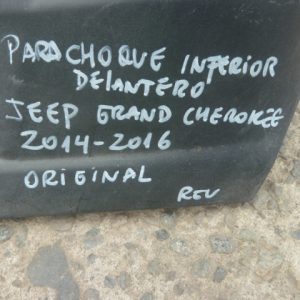 PARACHOQUE INFERIOR
DELANTERO
JEEP GRAND CHEROKEE
2014-2016
ORIGINAL
REV